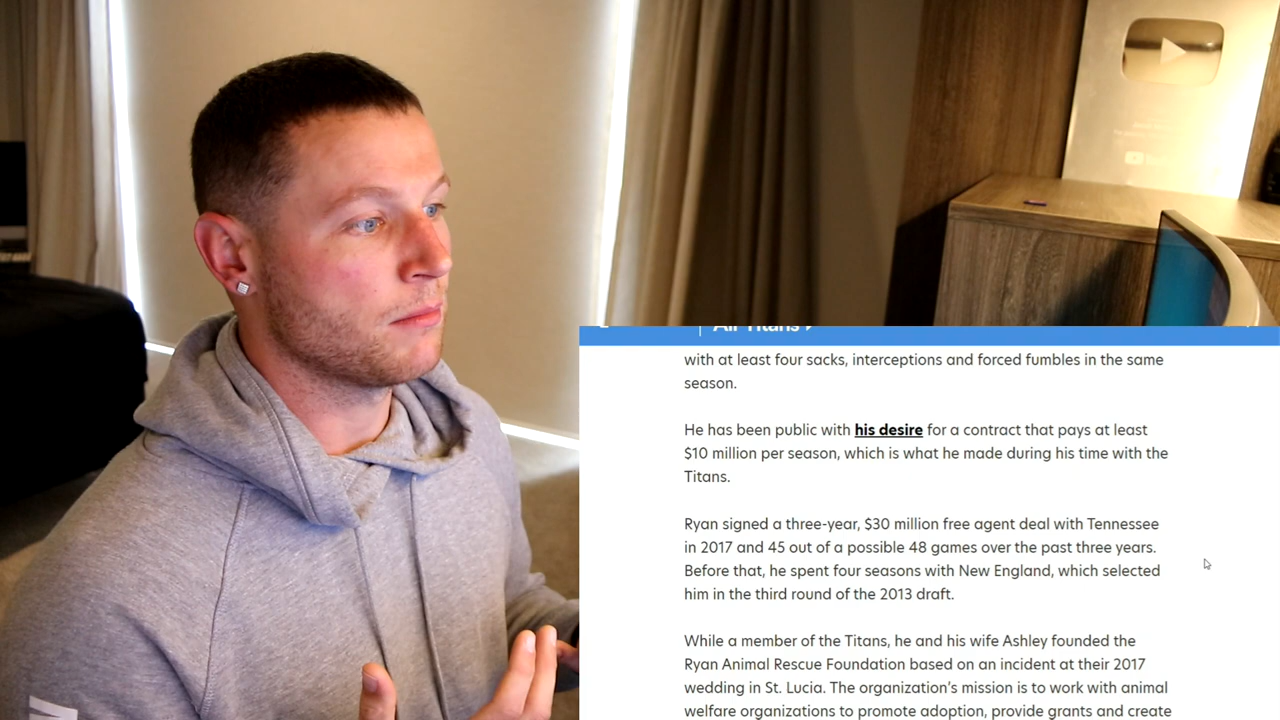 All Titans
with at least four sacks, interceptions and forced fumbles in the same
season.
He has been public with his desire for a contract that pays at least
$10 million per season, which is what he made during his time with the
Titans.
Ryan signed a three-year, $30 million free agent deal with Tennessee
in 2017 and 45 out of a possible 48 games over the past three years.
Before that, he spent four seasons with New England, which selected
him in the third round of the 2013 draft.
While a member of the Titans, he and his wife Ashley founded the
Ryan Animal Rescue Foundation based on an incident at their 2017
wedding in St. Lucia. The organization's mission is to work with animal
welfare organizations to promote adoption, provide grants and create